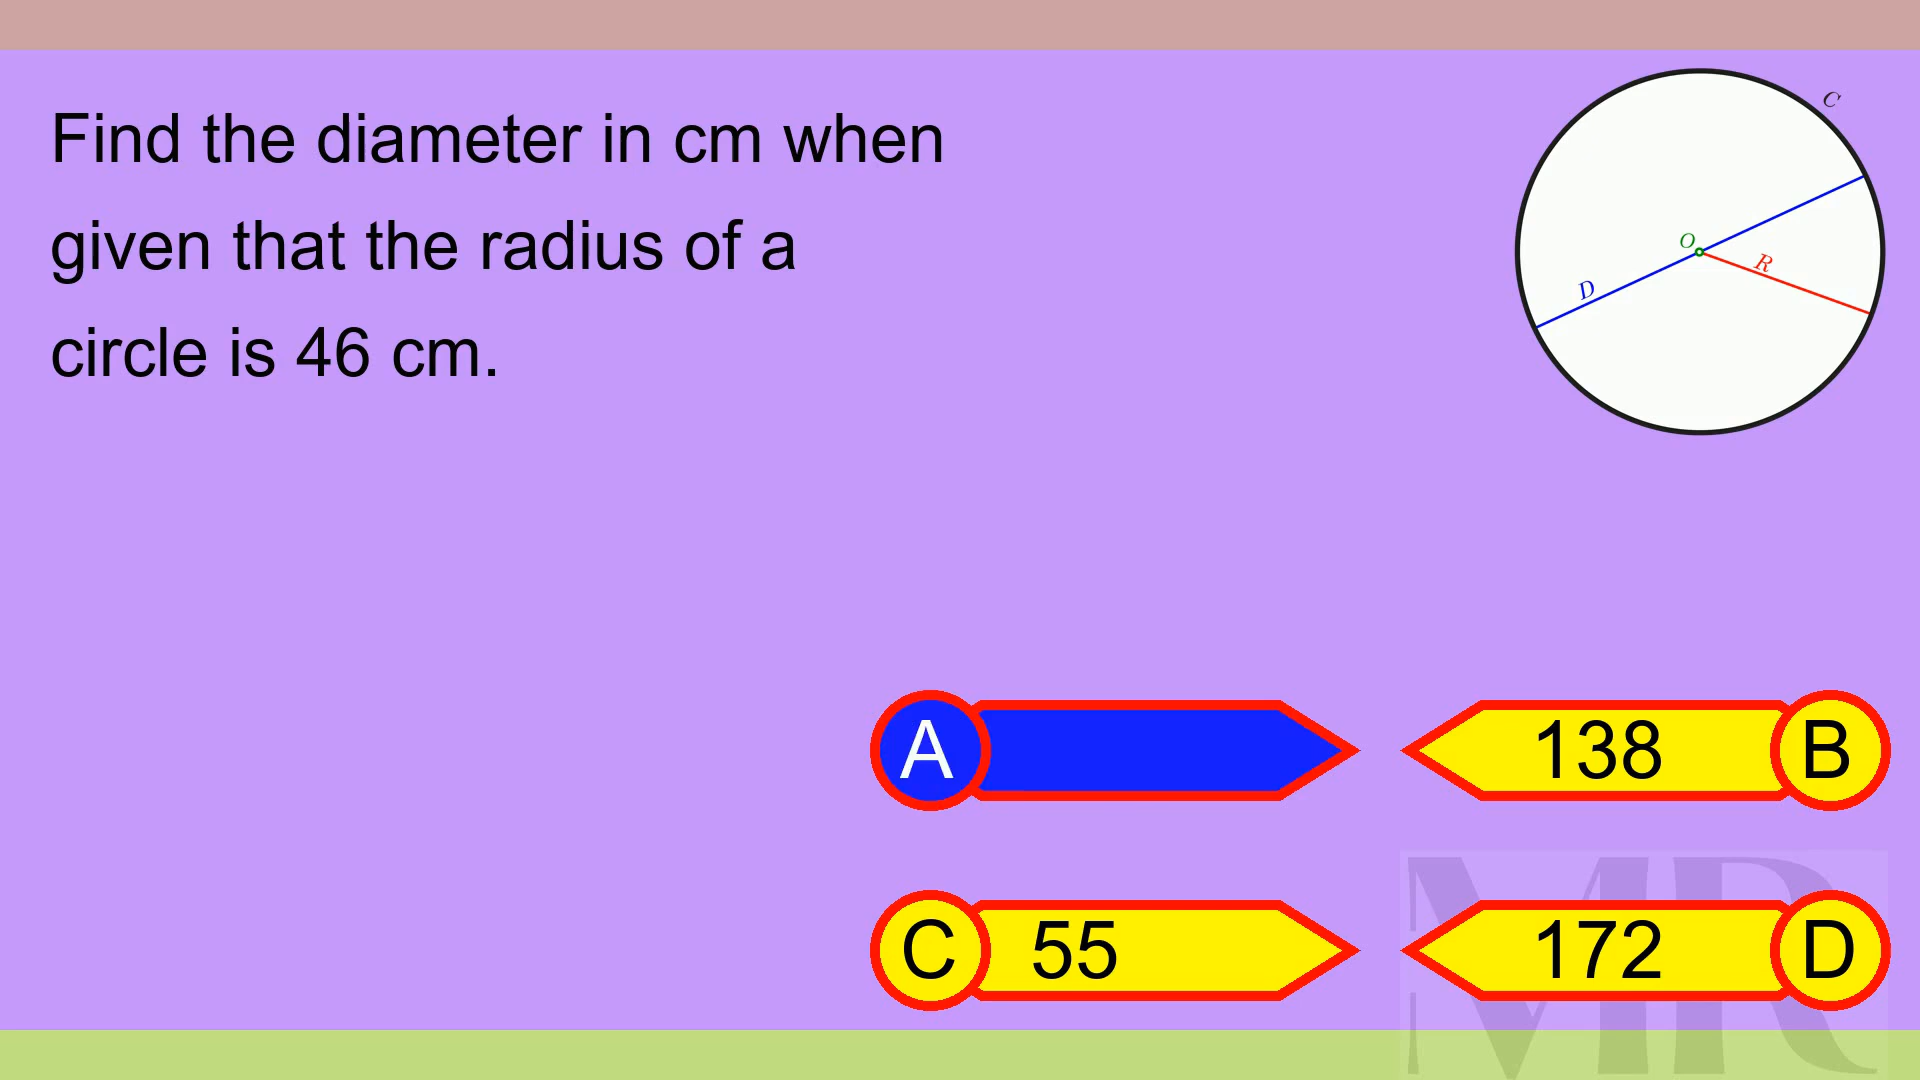 Find the diameter in cm when
given that the radius of a
circle is 46 cm.
C
O
R
D
A
138 B
C 55
172 D
MR